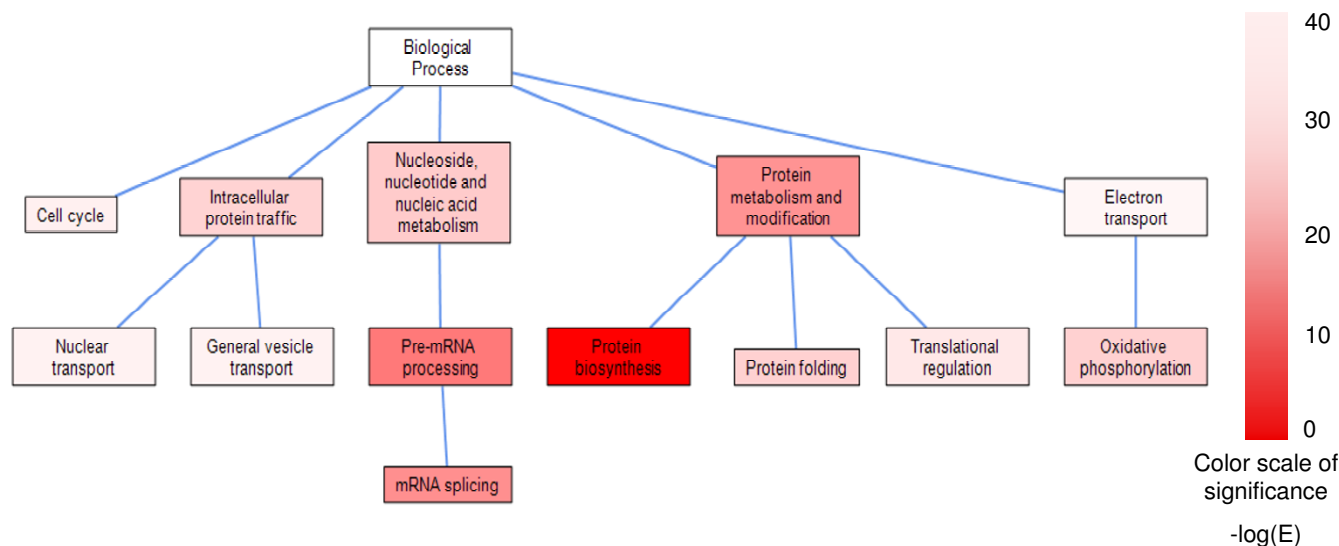 Biological
Process
Cell cycle
Intracellular
protein traffic
Nucleoside,
nucleotide and
nucleic acid
metabolism
Protein
metabolism and
modification
Electron
transport
Nuclear
transport
General vesicle
transport
Pre-mRNA
processing
Protein
biosynthesis
Protein folding
Translational
regulation
Oxidative
phosphorylation
mRNA splicing
40
30
20
10
0
Color scale of
significance
-log(E)